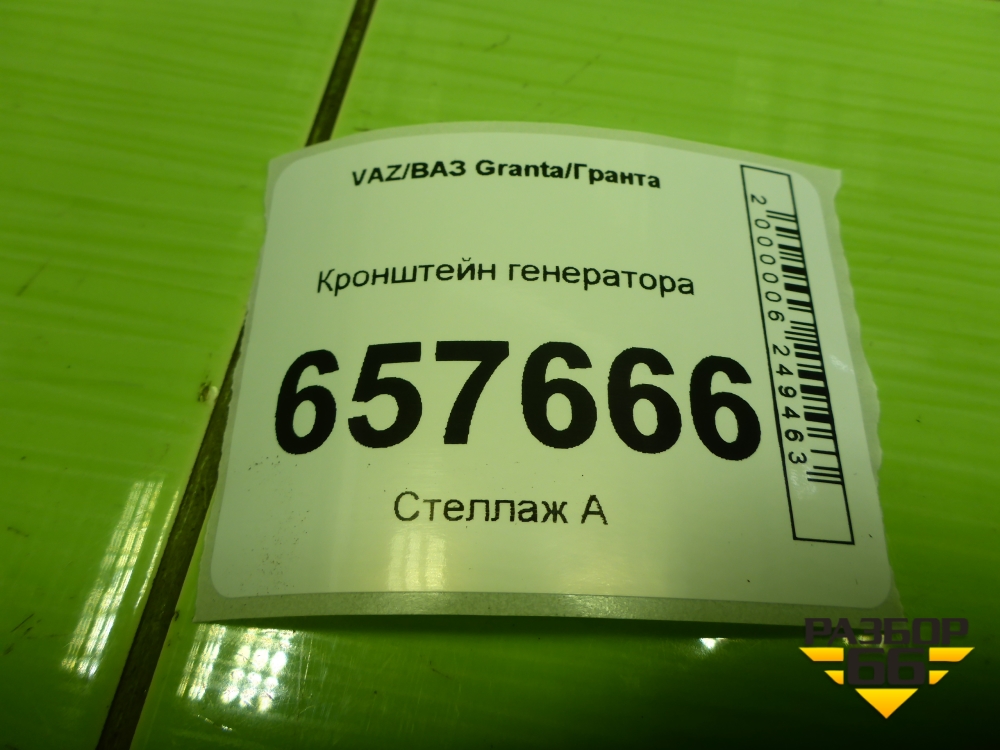 VAZ/ВАЗ Granta/Гранта
Кронштейн генератора
657666
Стеллаж А
2000006249463
РАЗБОР
66